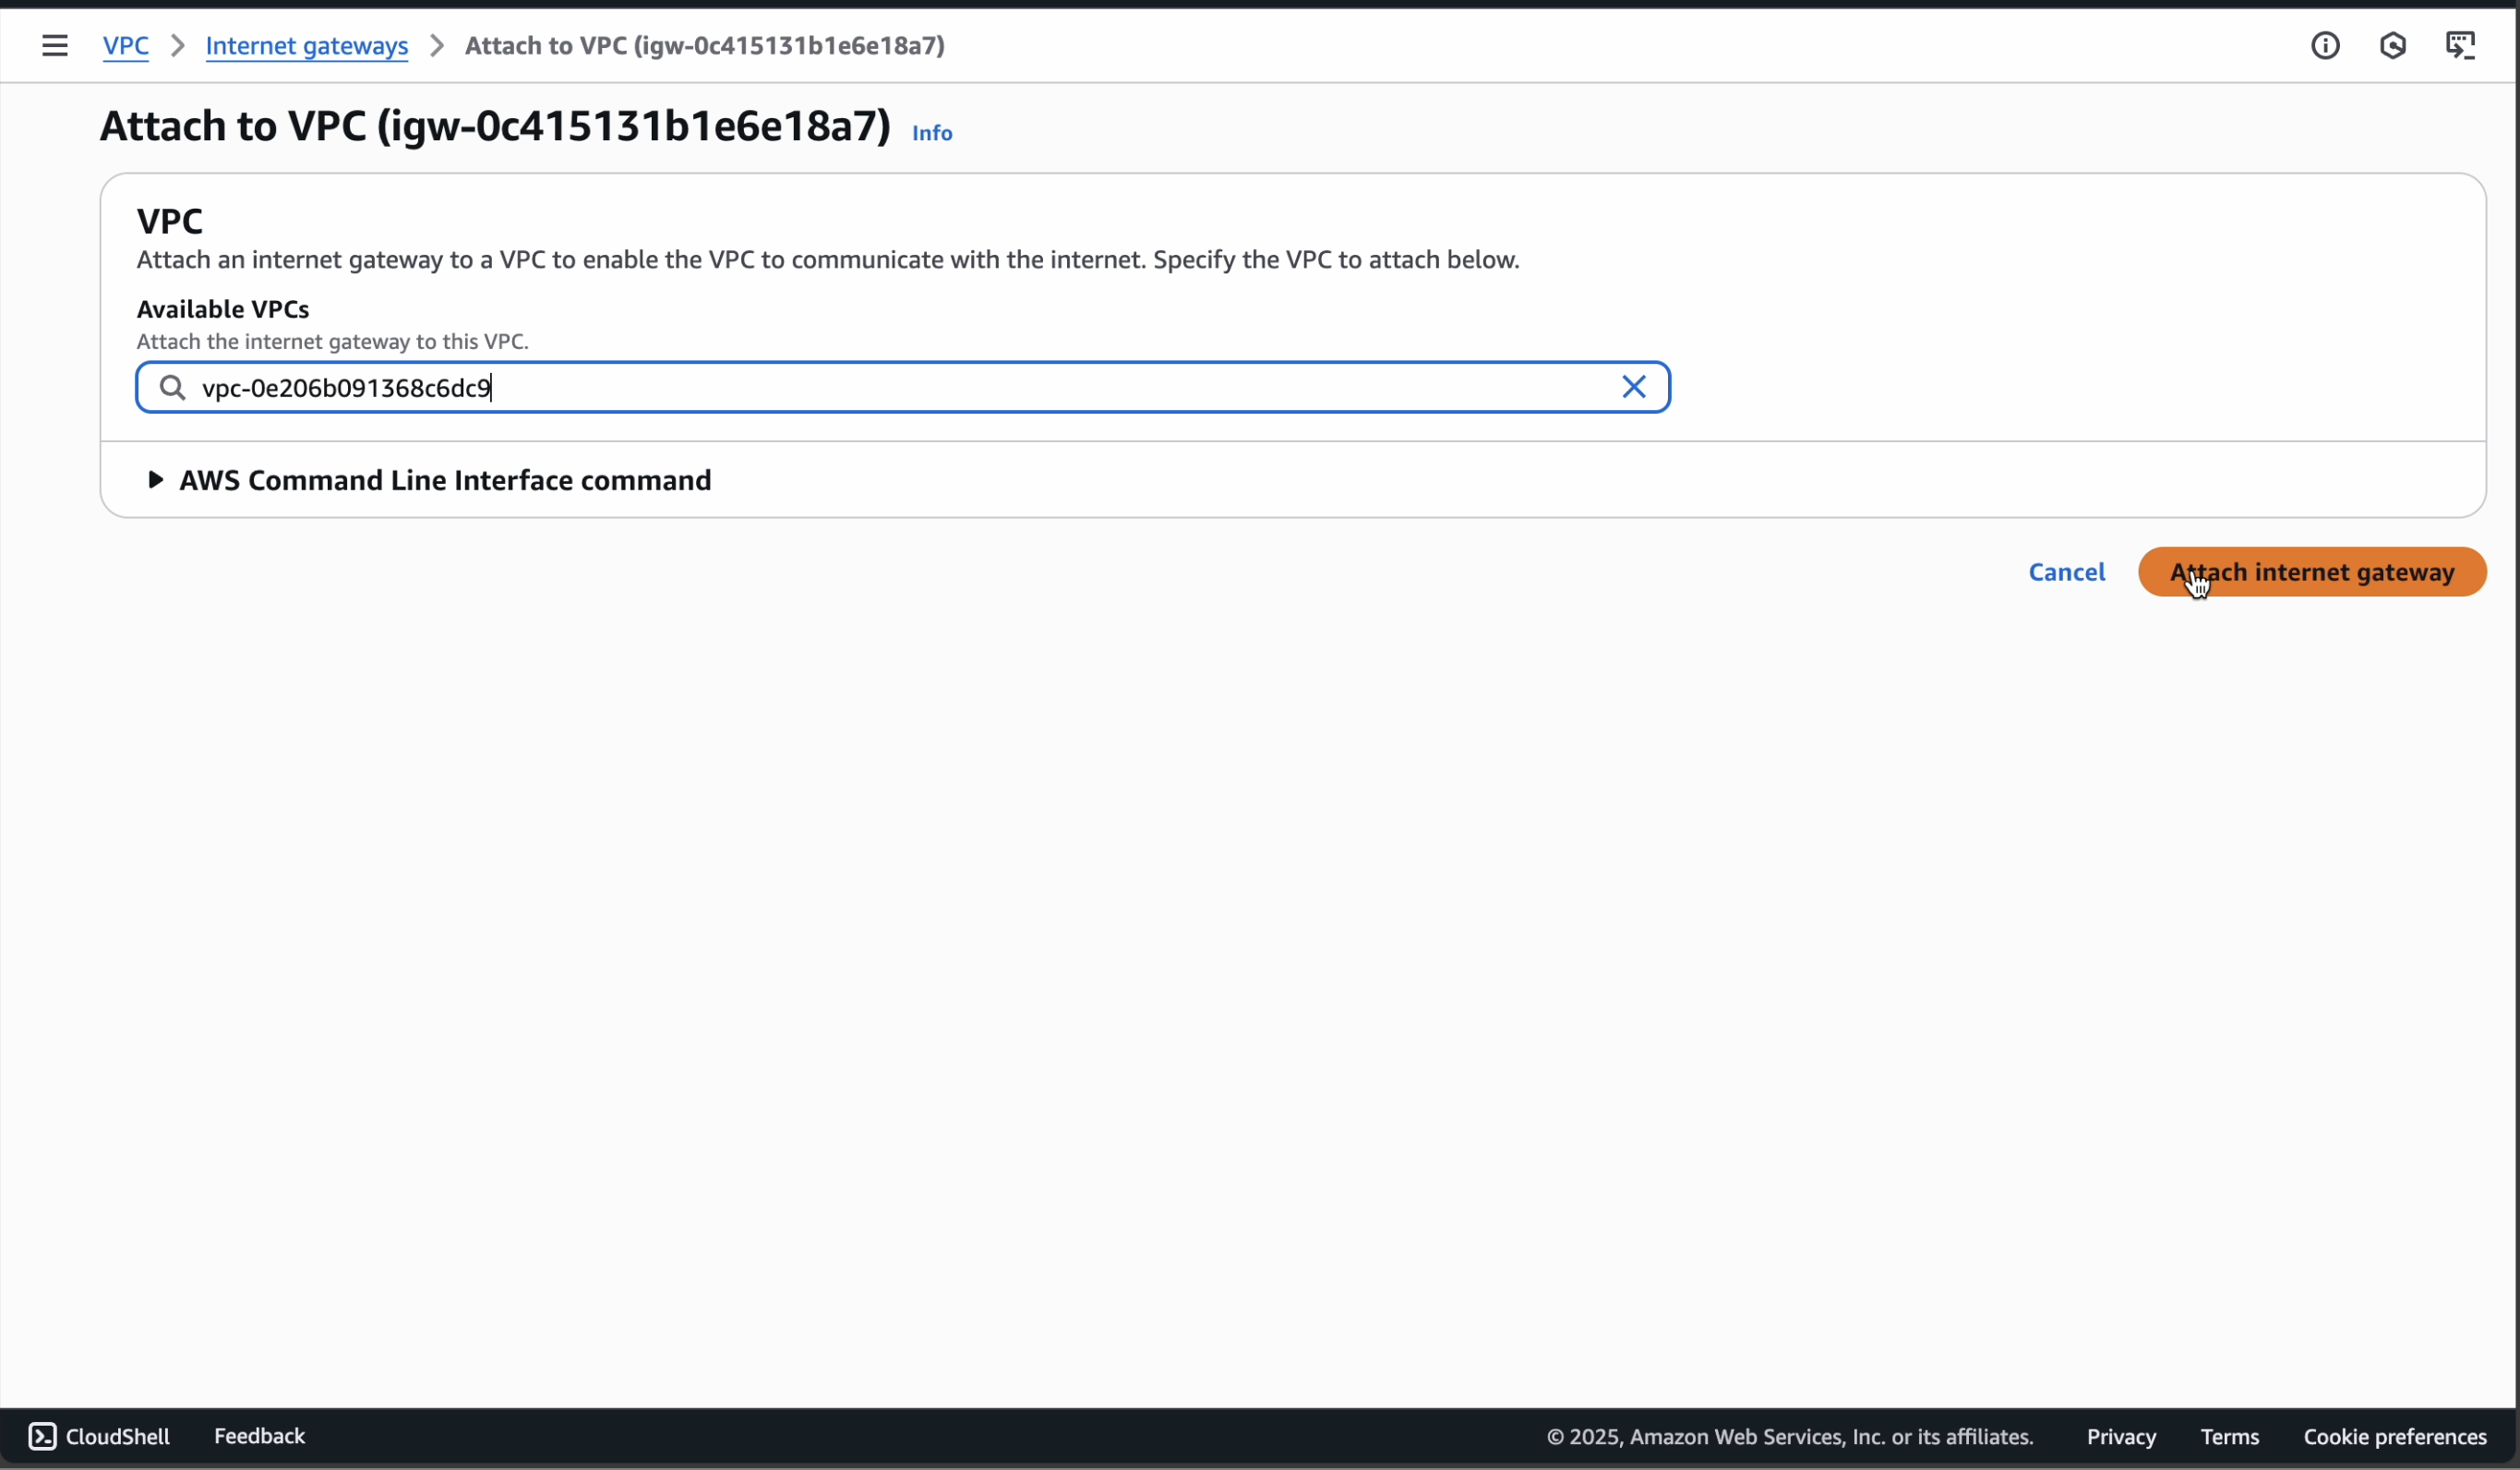 VPC > Internet gateways > Attach to VPC (igw-0c415131b1e6e18a7)
Attach to VPC (igw-0c415131b1e6e18a7) Info
VPC
Attach an internet gateway to a VPC to enable the VPC to communicate with the internet. Specify the VPC to attach below.
Available VPCs
Attach the internet gateway to this VPC.
vpc-0e206b091368c6dc9
AWS Command Line Interface command
Cancel Attach internet gateway
CloudShell Feedback © 2025, Amazon Web Services, Inc. or its affiliates. Privacy Terms Cookie preferences